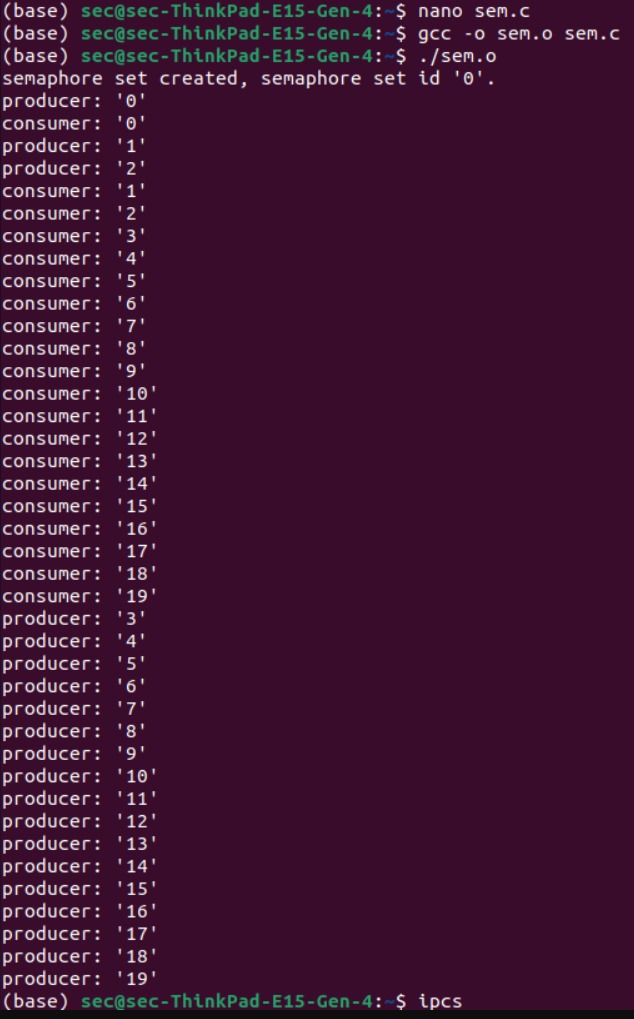 (base) sec@sec-ThinkPad-E15-Gen-4:~$ nano sem.c
(base) sec@sec-ThinkPad-E15-Gen-4:~$ gcc -o sem.o sem.c
(base) sec@sec-ThinkPad-E15-Gen-4:~$ ./sem.o
semaphore set created, semaphore set id '0'.
producer: '0'
consumer: '0'
producer: '1'
producer: '2'
consumer: '1'
consumer: '2'
consumer: '3'
consumer: '4'
consumer: '5'
consumer: '6'
consumer: '7'
consumer: '8'
consumer: '9'
consumer: '10'
consumer: '11'
consumer: '12'
consumer: '13'
consumer: '14'
consumer: '15'
consumer: '16'
consumer: '17'
consumer: '18'
consumer: '19'
producer: '3'
producer: '4'
producer: '5'
producer: '6'
producer: '7'
producer: '8'
producer: '9'
producer: '10'
producer: '11'
producer: '12'
producer: '13'
producer: '14'
producer: '15'
producer: '16'
producer: '17'
producer: '18'
producer: '19'
(base) sec@sec-ThinkPad-E15-Gen-4:~$ ipcs